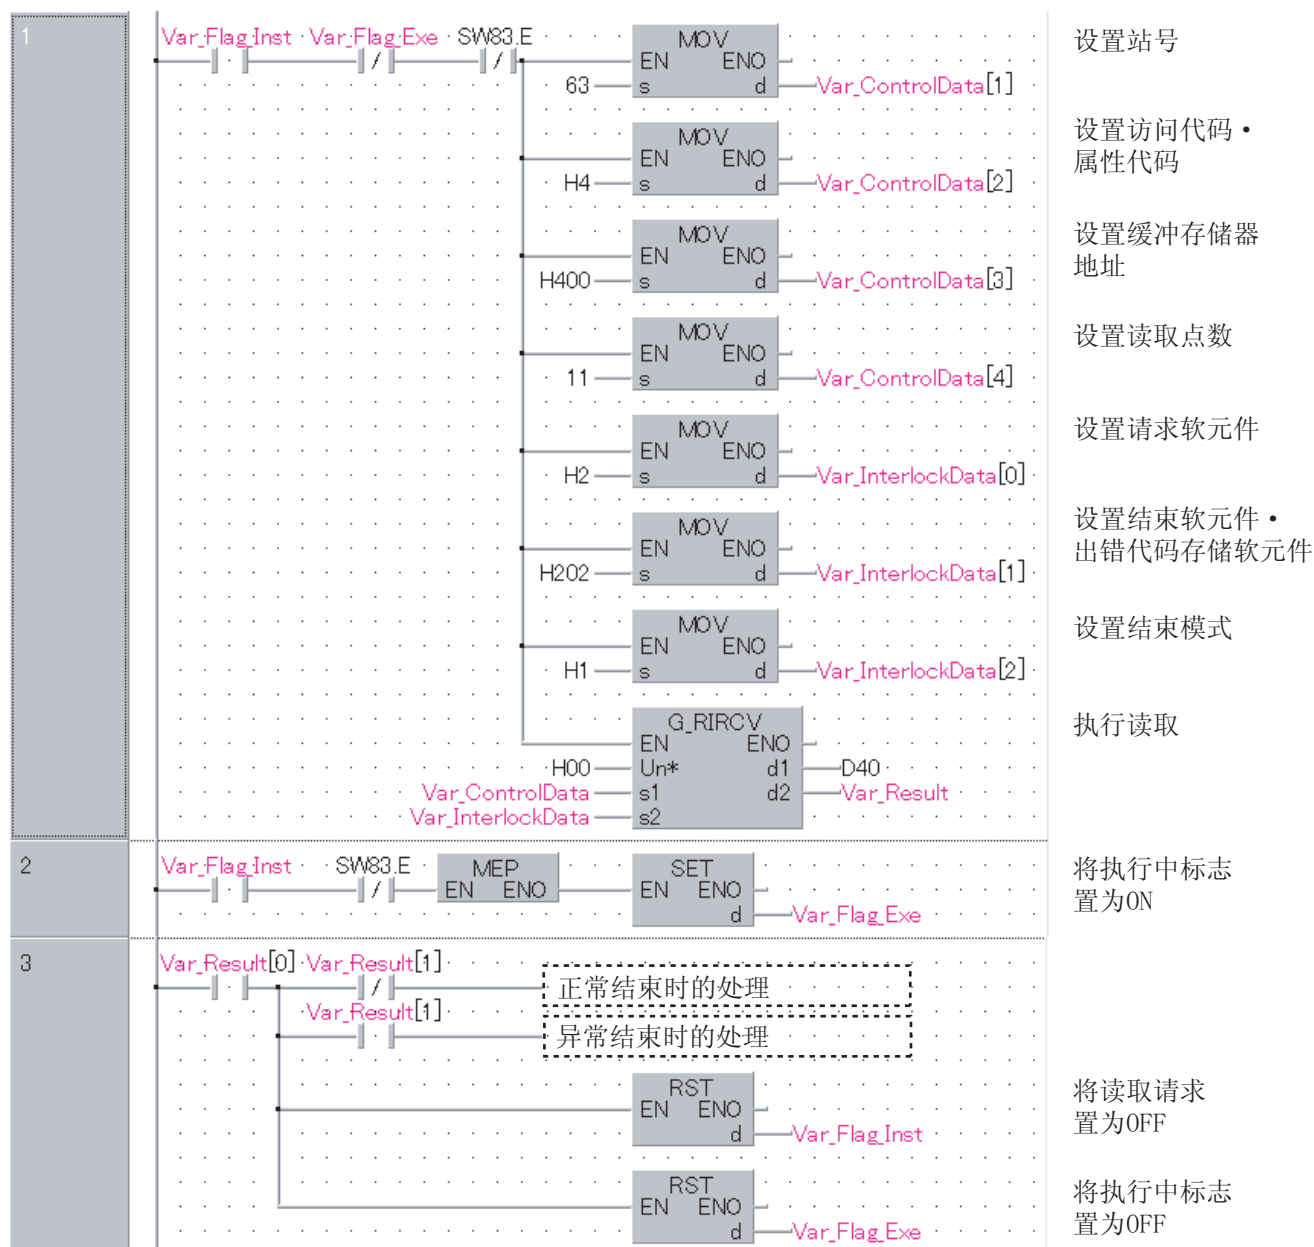 1
Var_Flag_Inst Var_Flag_Exe SW83.E
MOV
EN ENO
63 s d Var_ControlData[1]
设置站号
MOV
EN ENO
H4 s d Var_ControlData[2]
设置访问代码•
属性代码
MOV
EN ENO
H400 s d Var_ControlData[3]
设置缓冲存储器
地址
MOV
EN ENO
11 s d Var_ControlData[4]
设置读取点数
MOV
EN ENO
H2 s d Var_InterlockData[0]
设置请求软元件
MOV
EN ENO
H202 s d Var_InterlockData[1]
设置结束软元件•
出错代码存储软元件
MOV
EN ENO
H1 s d Var_InterlockData[2]
设置结束模式
G_RIRCV
EN ENO
H00 Un* d1 D40
Var_ControlData s1 d2 Var_Result
Var_InterlockData s2
执行读取
2
Var_Flag_Inst SW83.E
MEP
EN ENO
SET
EN ENO
d Var_Flag_Exe
将执行中标志
置为ON
3
Var_Result[0] Var_Result[1]
正常结束时的处理
Var_Result[1]
异常结束时的处理
RST
EN ENO
d Var_Flag_Inst
将读取请求
置为OFF
RST
EN ENO
d Var_Flag_Exe
将执行中标志
置为OFF